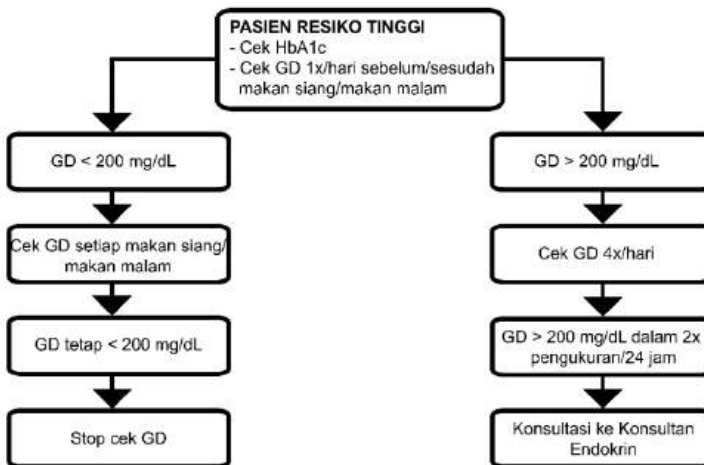 PASIEN RESIKO TINGGI
- Cek HbA1c
- Cek GD 1x/hari sebelum/sesudah
makan siang/makan malam
GD < 200 mg/dL
Cek GD setiap makan siang/
makan malam
GD tetap < 200 mg/dL
Stop cek GD
GD > 200 mg/dL
Cek GD 4x/hari
GD > 200 mg/dL dalam 2x
pengukuran/24 jam
Konsultasi ke Konsultan
Endokrin